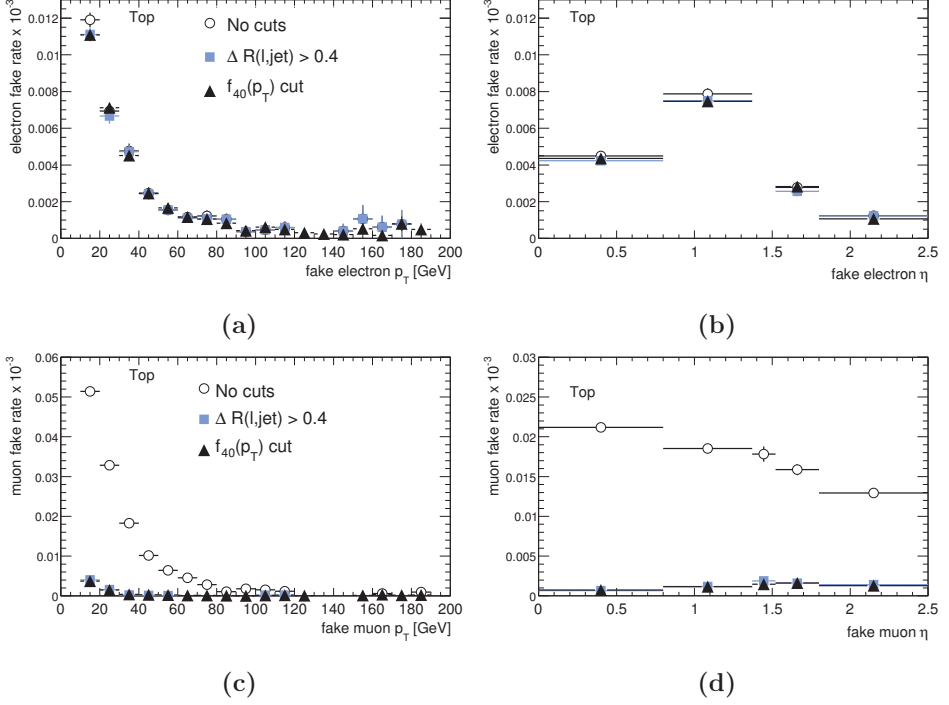 electron fake rate x 10⁻³
0.012
0.01
0.008
0.006
0.004
0.002
0
Top
No cuts
Δ R(l,jet) > 0.4
f₄₀(p_T) cut
0 20 40 60 80 100 120 140 160 180 200
fake electron p_T [GeV]
(a)
electron fake rate x 10⁻³
0.012
0.01
0.008
0.006
0.004
0.002
0
Top
0 0.5 1 1.5 2 2.5
fake electron η
(b)
muon fake rate x 10⁻³
0.06
0.05
0.04
0.03
0.02
0.01
0
Top
No cuts
Δ R(l,jet) > 0.4
f₄₀(p_T) cut
0 20 40 60 80 100 120 140 160 180 200
fake muon p_T [GeV]
(c)
muon fake rate x 10⁻³
0.03
0.025
0.02
0.015
0.01
0.005
0
Top
0 0.5 1 1.5 2 2.5
fake muon η
(d)